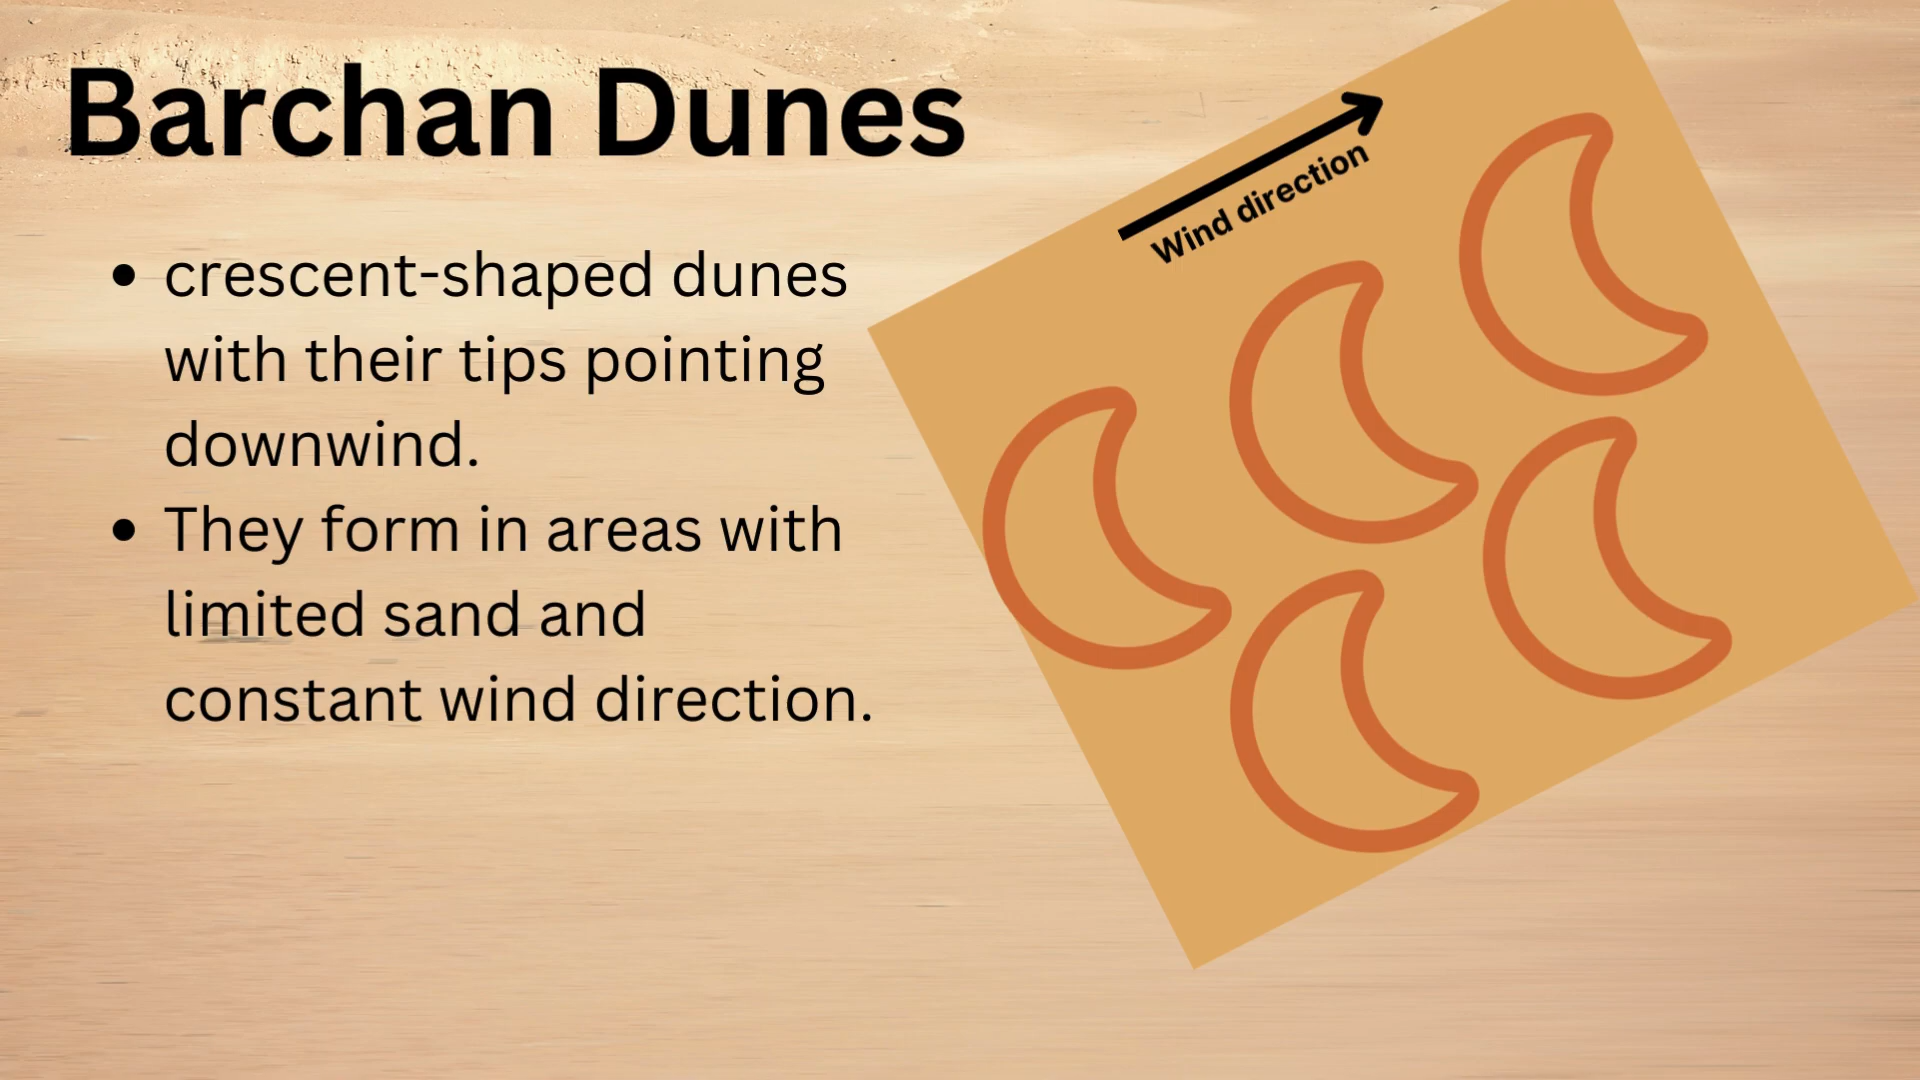 Barchan Dunes
• crescent-shaped dunes
with their tips pointing
downwind.
• They form in areas with
limited sand and
constant wind direction.
Wind direction